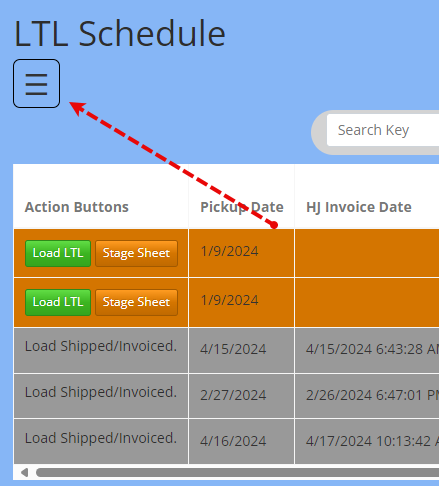 LTL Schedule
☰
Search Key
Action Buttons Pickup Date HJ Invoice Date
Load LTL Stage Sheet 1/9/2024
Load LTL Stage Sheet 1/9/2024
Load Shipped/Invoiced. 4/15/2024 4/15/2024 6:43:28
Load Shipped/Invoiced. 2/27/2024 2/26/2024 6:47:01
Load Shipped/Invoiced. 4/16/2024 4/17/2024 10:13:42